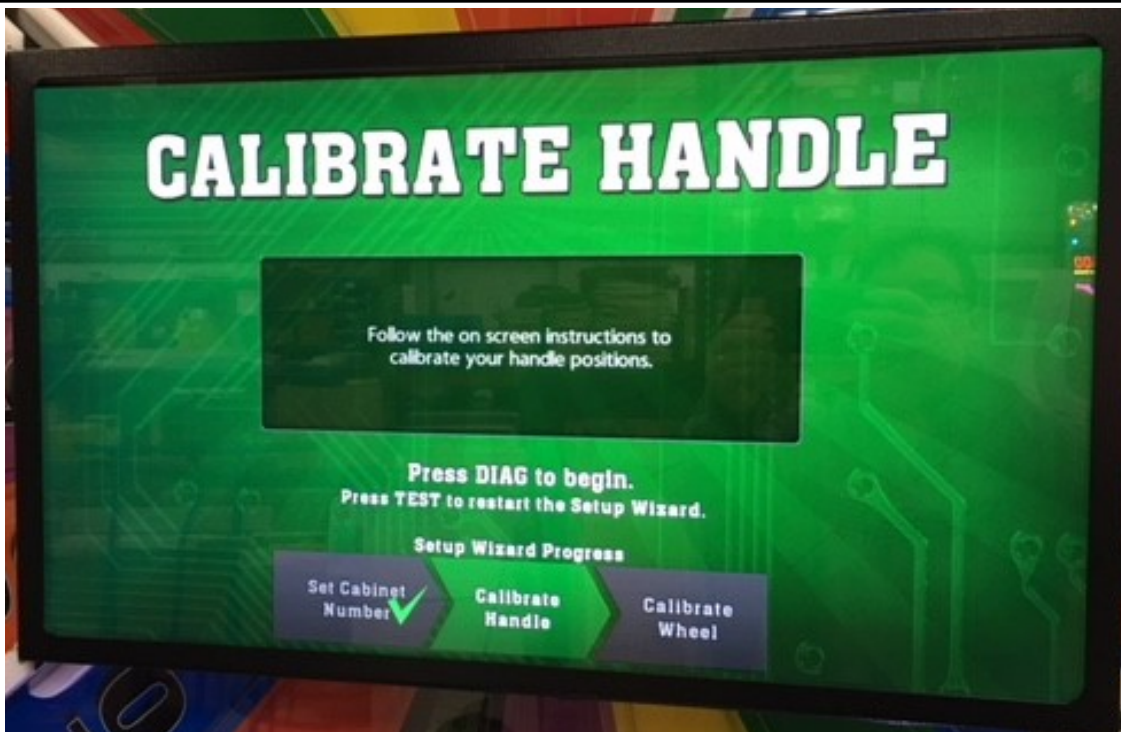 CALIBRATE HANDLE
Follow the on screen instructions to
calibrate your handle positions.
Press DIAG to begin.
Press TEST to restart the Setup Wizard.
Setup Wizard Progress
Set Cabinet
Number
Calibrate
Handle
Calibrate
Wheel